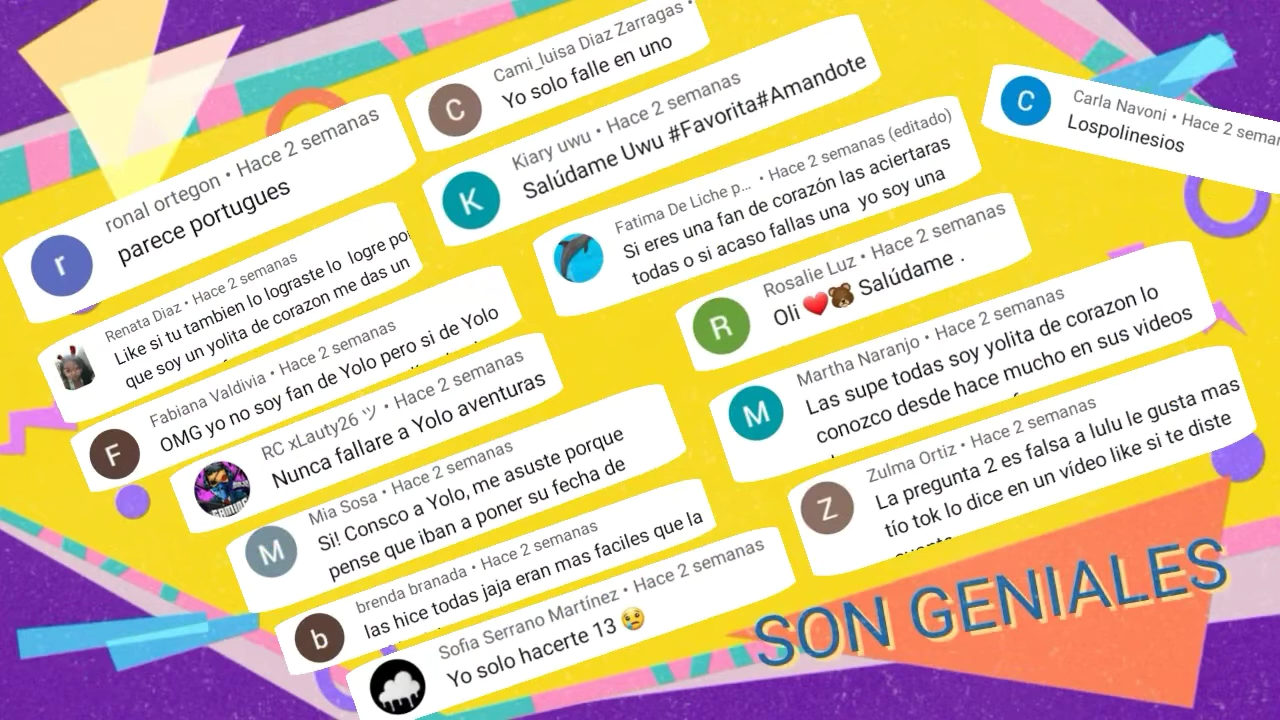 Cami_luisa Diaz Zarragas •
Yo solo falle en uno
Kiary uwu • Hace 2 semanas
Salúdame Uwu #Favorita#Amandote
Carla Navoni • Hace 2
Lospolinesios
ronal ortegon • Hace 2 semanas
parece portugues
Fatima De Liche p... • Hace 2 semanas (editado)
Si eres una fan de corazón las aciertaras
todas o si acaso fallas una yo soy una
Renata Diaz • Hace 2 semanas
Like si tu tambien lo lograste lo logre
que soy un yolita de corazon me das un
Rosalie Luz • Hace 2 semanas
Oli ❤️🐻 Salúdame .
Fabiana Valdivia • Hace 2 semanas
OMG yo no soy fan de Yolo pero si de Yolo
Martha Naranjo • Hace 2 semanas
Las supe todas soy yolita de corazon lo
conozco desde hace mucho en sus videos
RC xLauty26 ツ • Hace 2 semanas
Nunca fallare a Yolo aventuras
Zulma Ortiz • Hace 2 semanas
La pregunta 2 es falsa a lulu le gusta mas
tío tok lo dice en un vídeo like si te diste
Mia Sosa • Hace 2 semanas
Si! Consco a Yolo, me asuste porque
pense que iban a poner su fecha de
brenda branada • Hace 2 semanas
las hice todas jaja eran mas faciles que la
Sofia Serrano Martínez • Hace 2 semanas
Yo solo hacerte 13 😢
SON GENIALES
C
K
C
r
R
F
M
Z
M
b